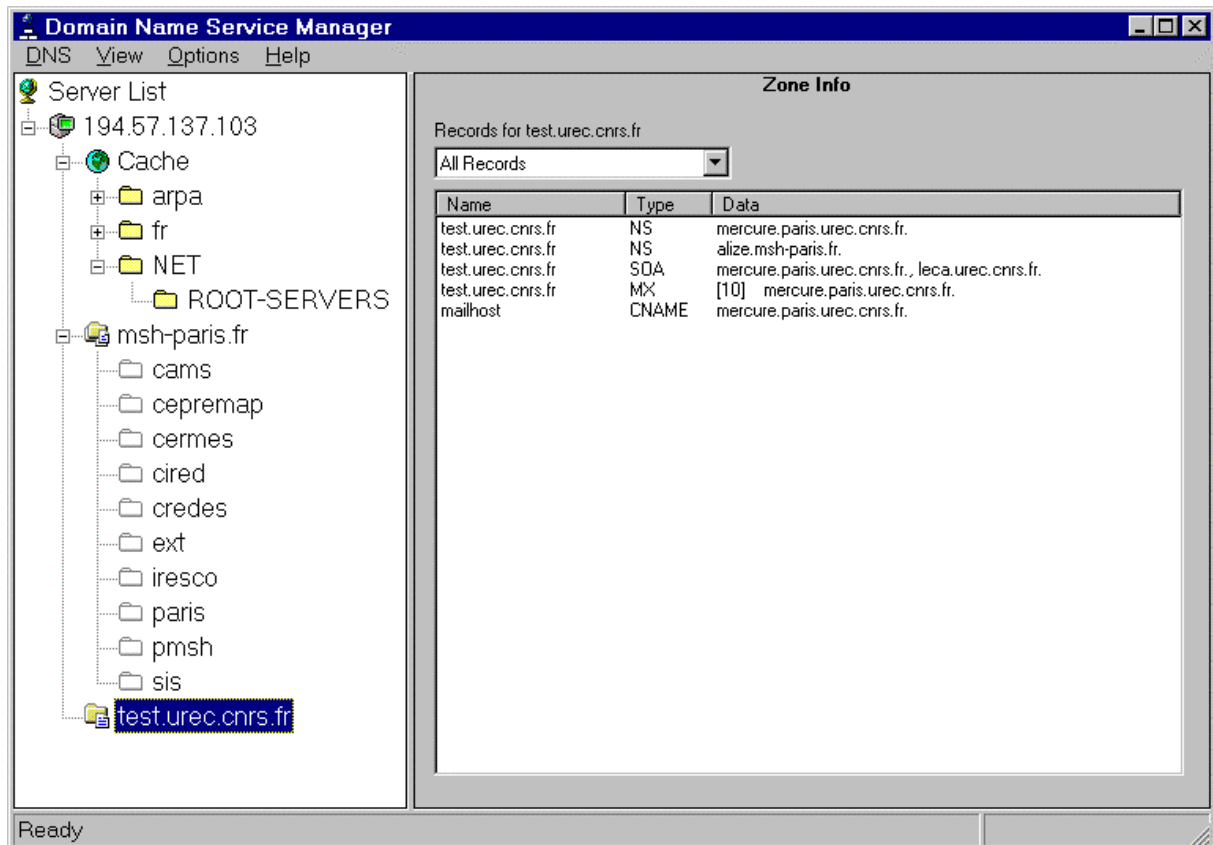 Domain Name Service Manager
DNS View Options Help
Server List
194.57.137.103
Cache
arpa
fr
NET
ROOT-SERVERS
msh-paris.fr
cams
cepremap
cermes
cired
credes
ext
iresco
paris
pmsh
sis
test.urec.cnrs.fr
Zone Info
Records for test.urec.cnrs.fr
All Records
Name Type Data
test.urec.cnrs.fr NS mercure.paris.urec.cnrs.fr.
test.urec.cnrs.fr NS alize.msh-paris.fr.
test.urec.cnrs.fr SOA mercure.paris.urec.cnrs.fr., leca.urec.cnrs.fr.
test.urec.cnrs.fr MX [10] mercure.paris.urec.cnrs.fr.
mailhost CNAME mercure.paris.urec.cnrs.fr.
Ready